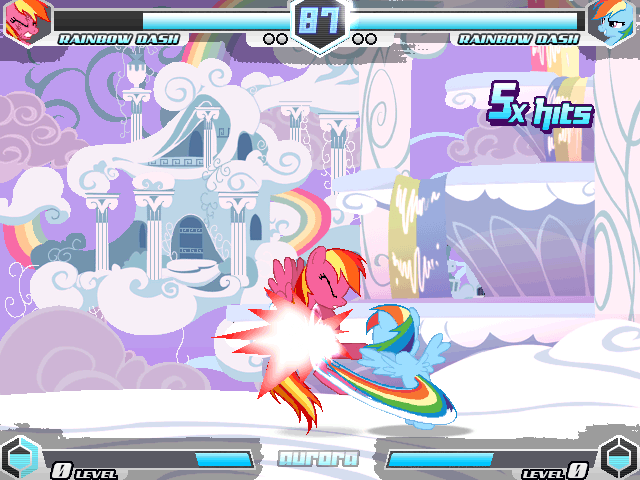 87
RAINBOW DASH
RAINBOW DASH
5x hits
0 LEVEL
aurora
LEVEL 0